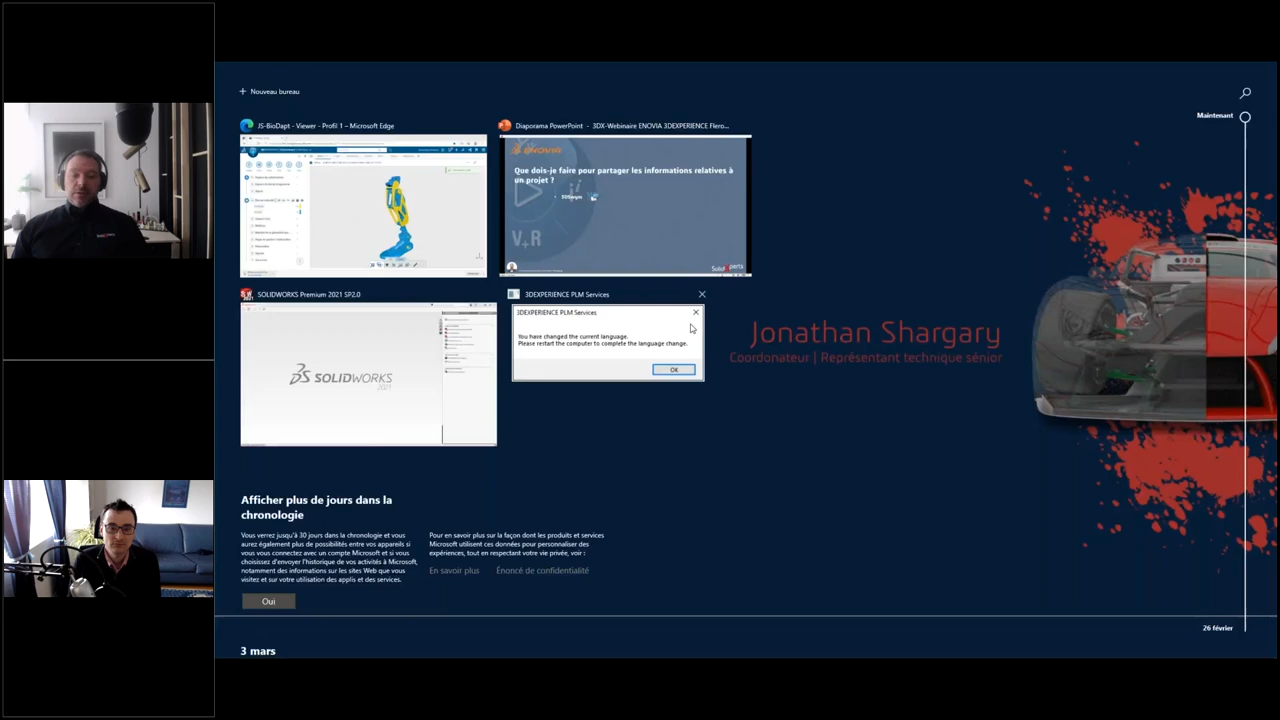 + Nouveau bureau
Maintenant
JS-BioDapt - Viewer - Profil 1 – Microsoft Edge
Diaporama PowerPoint - 3DX-Webinaire ENOVIA 3DEXPERIENCE Flero...
ENOVIA
Que dois-je faire pour partager les informations relatives à
un projet ?
V+R
SolidXperts
SOLIDWORKS Premium 2021 SP2.0
SOLIDWORKS
2021
3DEXPERIENCE PLM Services
3DEXPERIENCE PLM Services
You have changed the current language.
Please restart the computer to complete the language change.
OK
Jonathan Shargary
Coordonateur | Représentant technique sénior
Afficher plus de jours dans la
chronologie
Vous verrez jusqu'à 30 jours dans la chronologie et vous
aurez également plus de possibilités entre vos appareils si
vous vous connectez avec un compte Microsoft et si vous
choisissez d'envoyer l'historique de vos activités à Microsoft,
notamment des informations sur les sites Web que vous
visitez et sur votre utilisation des applis et des services.
Pour en savoir plus sur la façon dont les produits et services
Microsoft utilisent ces données pour personnaliser des
expériences, tout en respectant votre vie privée, voir :
En savoir plus
Énoncé de confidentialité
Oui
26 février
3 mars